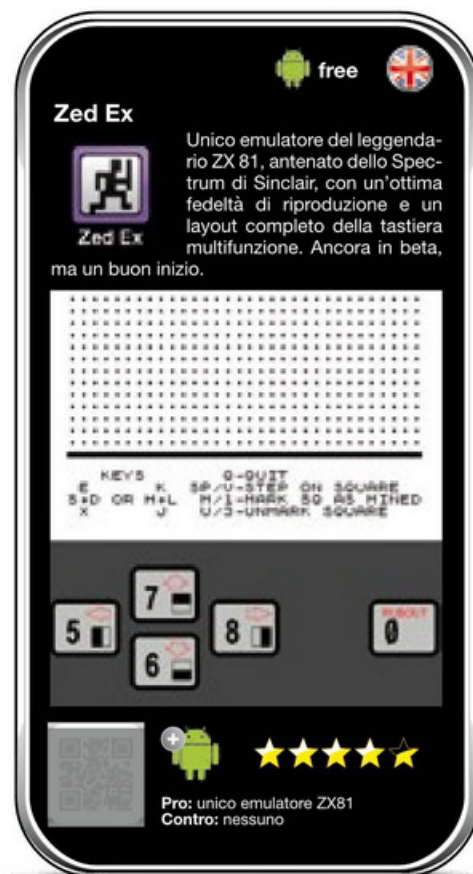 free
Zed Ex
Unico emulatore del leggenda-
rio ZX 81, antenato dello Spec-
trum di Sinclair, con un'ottima
fedeltà di riproduzione e un
layout completo della tastiera
multifunzione. Ancora in beta,
ma un buon inizio.
Zed Ex
KEYS Q-QUIT
E K SP/V-STEP ON SQUARE
S+D OR H+L M/1-MARK SQ AS MINED
X J U/3-UNMARK SQUARE
7
5 8 RUBOUT 0
6
Pro: unico emulatore ZX81
Contro: nessuno